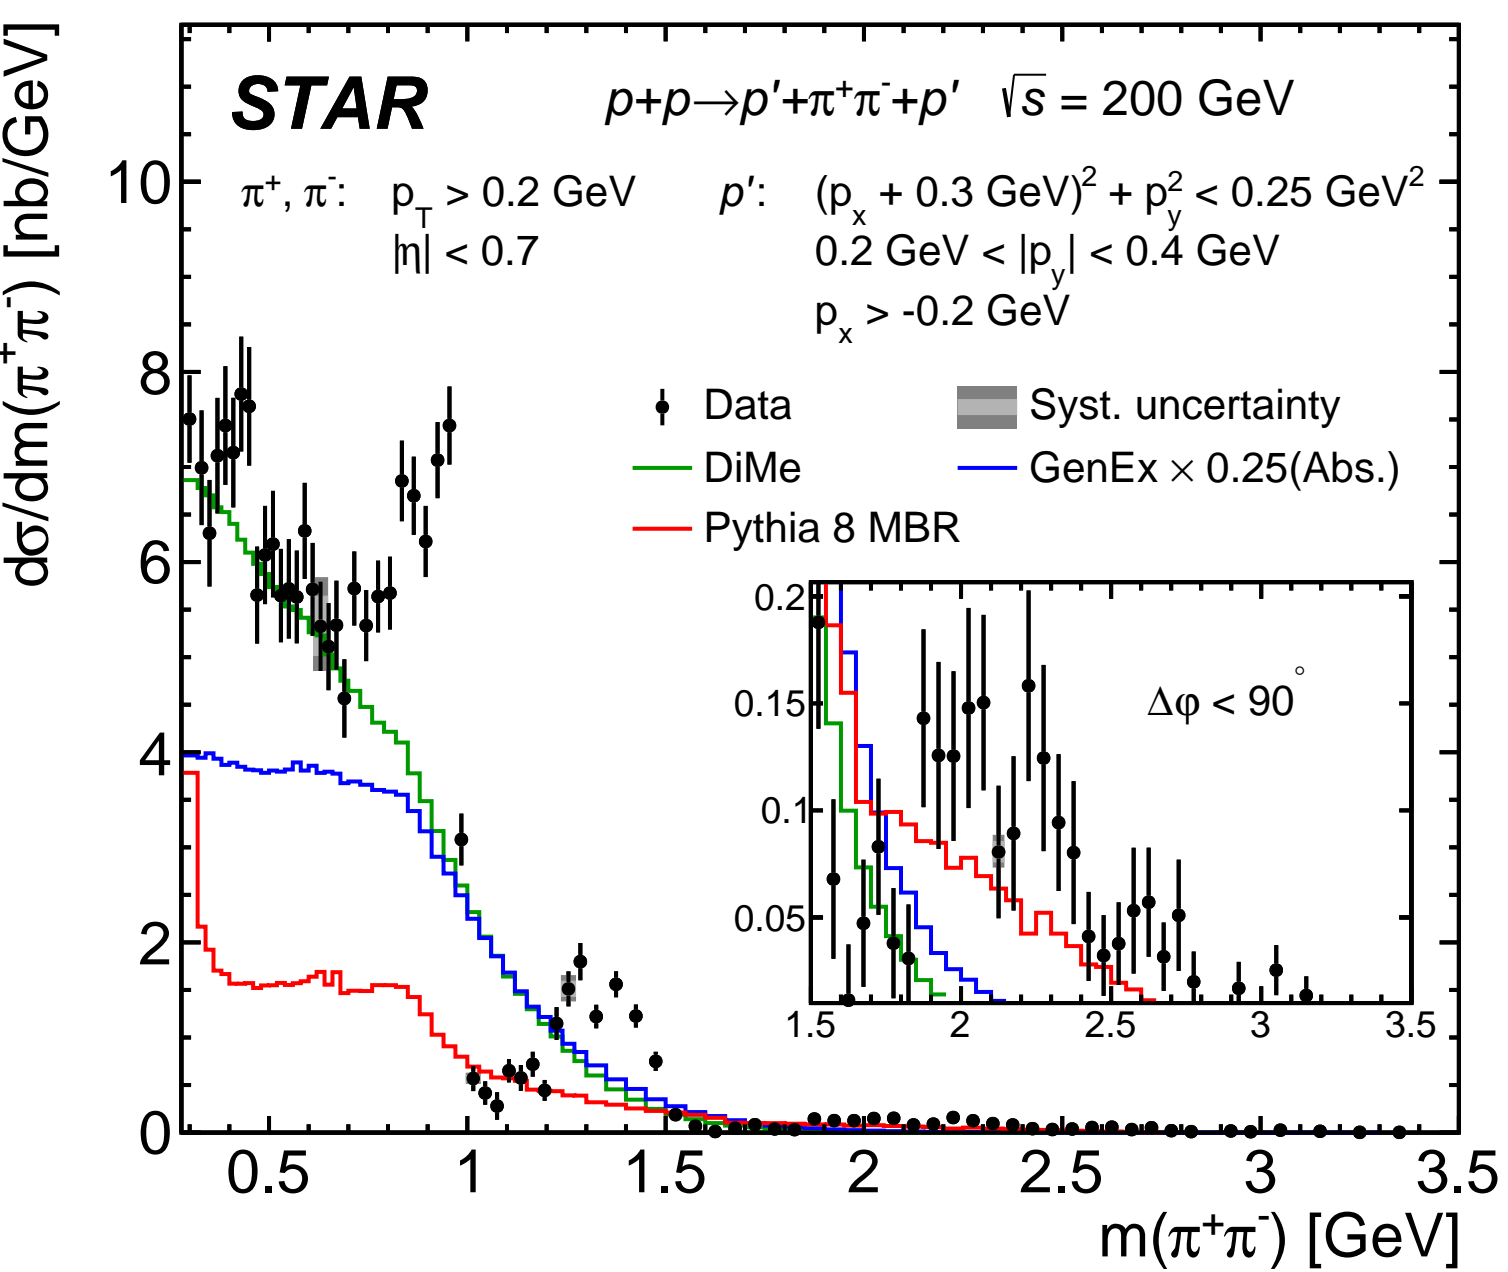 STAR p+p→p′+π⁺π⁻+p′ √s = 200 GeV
π⁺, π⁻: p_T > 0.2 GeV p′: (p_x + 0.3 GeV)² + p_y² < 0.25 GeV²
|η| < 0.7 0.2 GeV < |p_y| < 0.4 GeV
p_x > -0.2 GeV
Data Syst. uncertainty
DiMe GenEx × 0.25(Abs.)
Pythia 8 MBR
dσ/dm(π⁺π⁻) [nb/GeV]
10
8
6
4
2
0
0.5 1 1.5 2 2.5 3 3.5
m(π⁺π⁻) [GeV]
Δφ < 90°
0.2
0.15
0.1
0.05
1.5 2 2.5 3 3.5